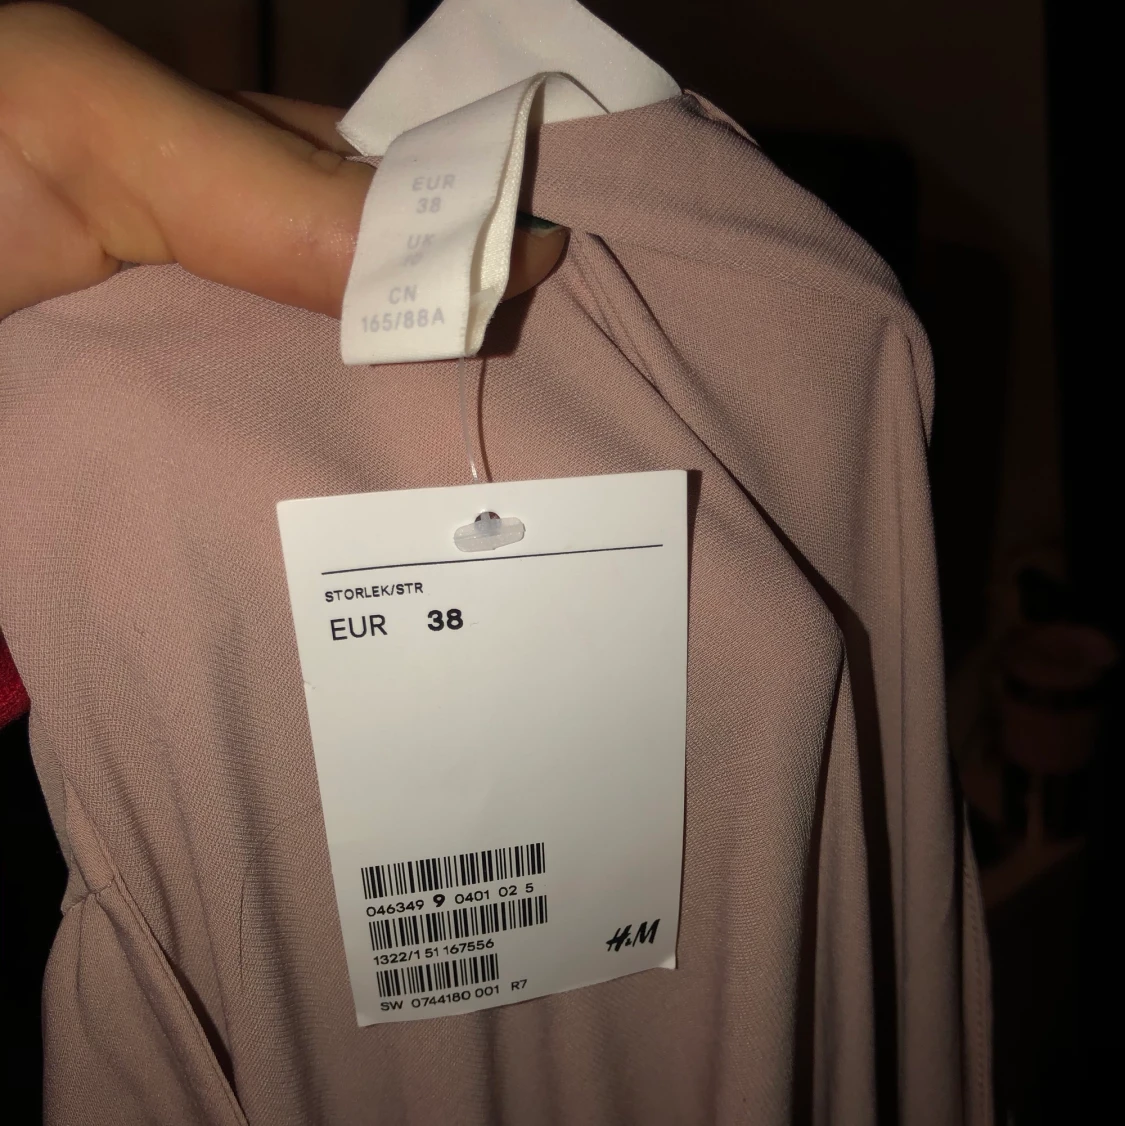 EUR
38
UK
10
CN
165/88A
STORLEK/STR
EUR 38
046349 9 0401 02 5
1322/1 51 167556
H&M
SW 0744180 001 R7